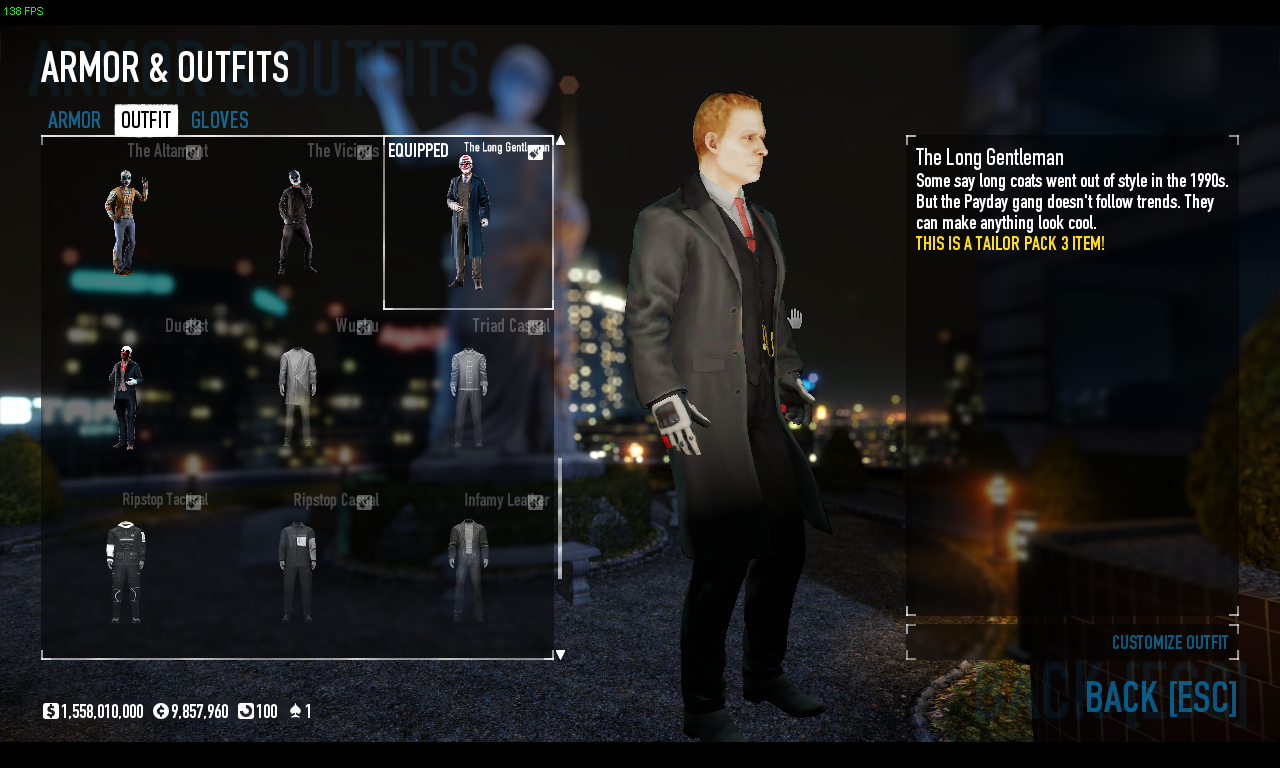 138 FPS
ARMOR & OUTFITS
ARMOR OUTFIT GLOVES
The Altamont The Vicious EQUIPPED The Long Gentleman
Duelist Wushu Triad Casual
Ripstop Tactical Ripstop Casual Infamy Leather
The Long Gentleman
Some say long coats went out of style in the 1990s.
But the Payday gang doesn't follow trends. They
can make anything look cool.
THIS IS A TAILOR PACK 3 ITEM!
CUSTOMIZE OUTFIT
BACK [ESC]
1,558,010,000 9,857,960 100 1